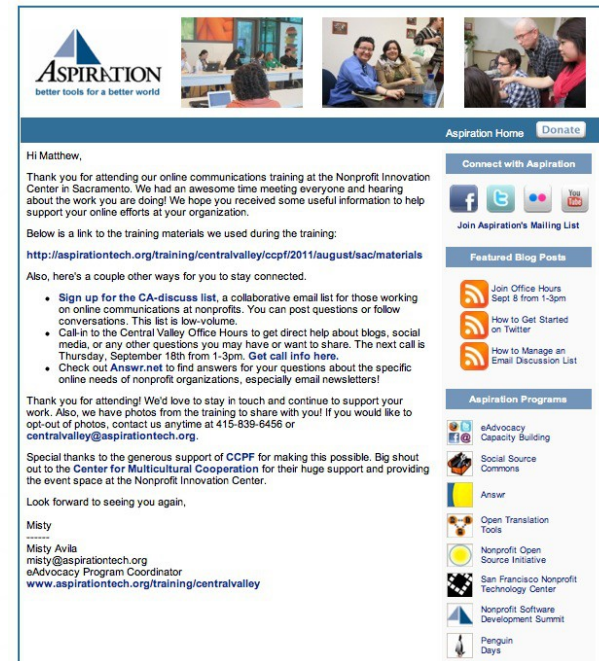 ASPIRATION
better tools for a better world
Aspiration Home
Donate
Hi Matthew,
Thank you for attending our online communications training at the Nonprofit Innovation
Center in Sacramento. We had an awesome time meeting everyone and hearing
about the work you are doing! We hope you received some useful information to help
support your online efforts at your organization.
Below is a link to the training materials we used during the training:
http://aspirationtech.org/training/centralvalley/ccpf/2011/august/sac/materials
Also, here's a couple other ways for you to stay connected.
• Sign up for the CA-discuss list, a collaborative email list for those working
on online communications at nonprofits. You can post questions or follow
conversations. This list is low-volume.
• Call-in to the Central Valley Office Hours to get direct help about blogs, social
media, or any other questions you may have or want to share. The next call is
Thursday, September 18th from 1-3pm. Get call info here.
• Check out Answr.net to find answers for your questions about the specific
online needs of nonprofit organizations, especially email newsletters!
Thank you for attending! We'd love to stay in touch and continue to support your
work. Also, we have photos from the training to share with you! If you would like to
opt-out of photos, contact us anytime at 415-839-6456 or
centralvalley@aspirationtech.org.
Special thanks to the generous support of CCPF for making this possible. Big shout
out to the Center for Multicultural Cooperation for their huge support and providing
the event space at the Nonprofit Innovation Center.
Look forward to seeing you again,
Misty
------
Misty Avila
misty@aspirationtech.org
eAdvocacy Program Coordinator
www.aspirationtech.org/training/centralvalley
Connect with Aspiration
You
Tube
Join Aspiration's Mailing List
Featured Blog Posts
Join Office Hours
Sept 8 from 1-3pm
How to Get Started
on Twitter
How to Manage an
Email Discussion List
Aspiration Programs
eAdvocacy
Capacity Building
Social Source
Commons
Answr
Open Translation
Tools
Nonprofit Open
Source Initiative
San Francisco Nonprofit
Technology Center
Nonprofit Software
Development Summit
Penguin
Days